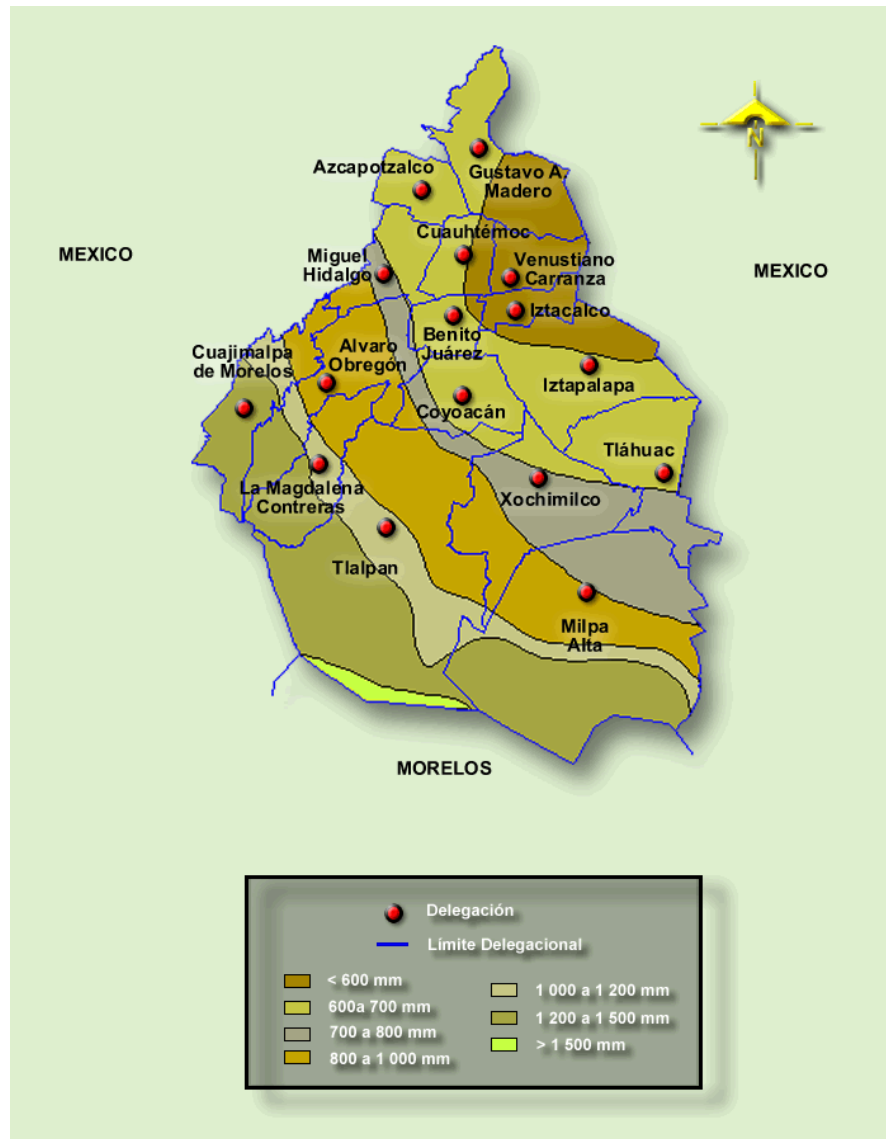 Azcapotzalco
Gustavo A.
Madero
N
MEXICO
Cuauhtémoc
Miguel
Hidalgo
Venustiano
Carranza
MEXICO
Iztacalco
Benito
Juárez
Cuajimalpa
de Morelos
Alvaro
Obregón
Iztapalapa
Coyoacán
Tláhuac
La Magdalena
Contreras
Xochimilco
Tlalpan
Milpa
Alta
MORELOS
Delegación
Límite Delegacional
< 600 mm
600a 700 mm
700 a 800 mm
800 a 1 000 mm
1 000 a 1 200 mm
1 200 a 1 500 mm
> 1 500 mm